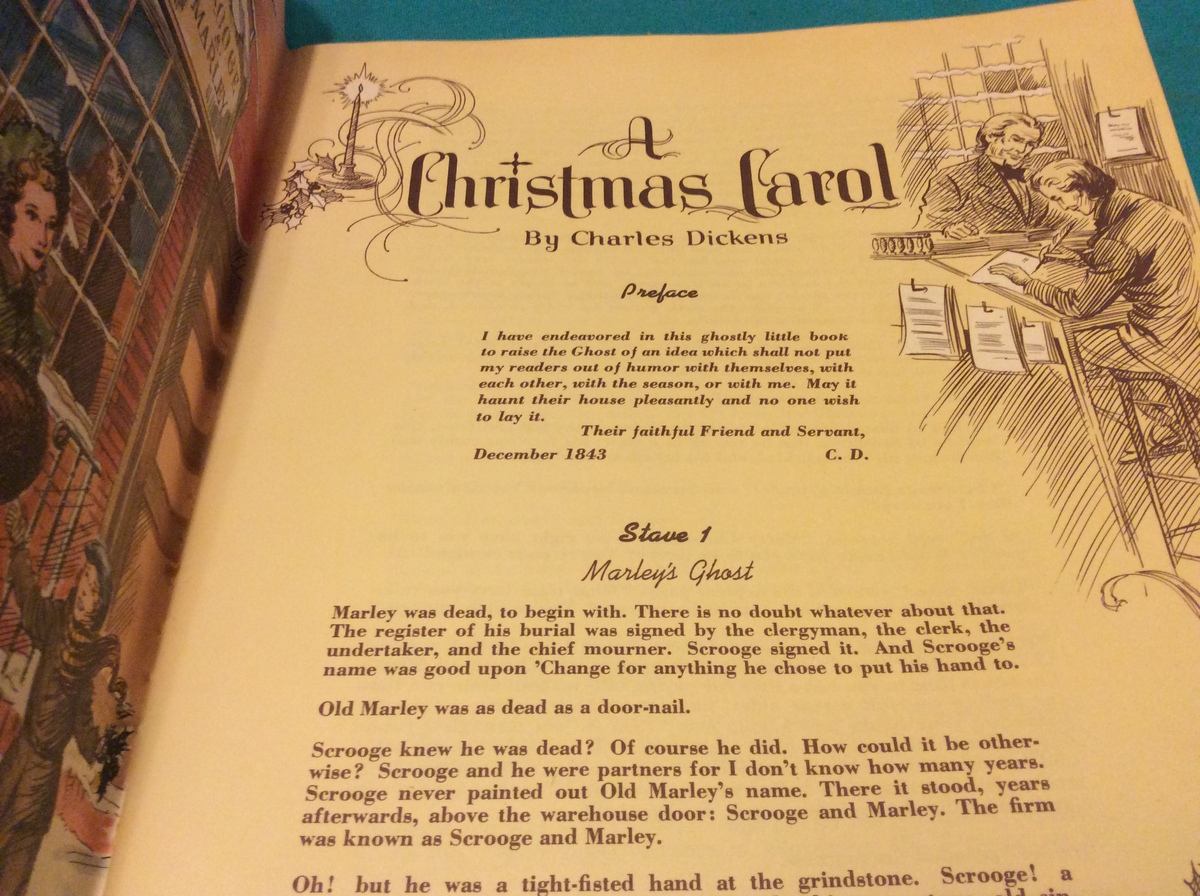 A
Christmas Carol
By Charles Dickens
Preface
I have endeavored in this ghostly little book
to raise the Ghost of an idea which shall not put
my readers out of humor with themselves, with
each other, with the season, or with me. May it
haunt their house pleasantly and no one wish
to lay it.
Their faithful Friend and Servant,
December 1843 C. D.
Stave 1
Marley's Ghost
Marley was dead, to begin with. There is no doubt whatever about that.
The register of his burial was signed by the clergyman, the clerk, the
undertaker, and the chief mourner. Scrooge signed it. And Scrooge's
name was good upon 'Change for anything he chose to put his hand to.
Old Marley was as dead as a door-nail.
Scrooge knew he was dead? Of course he did. How could it be other-
wise? Scrooge and he were partners for I don't know how many years.
Scrooge never painted out Old Marley's name. There it stood, years
afterwards, above the warehouse door: Scrooge and Marley. The firm
was known as Scrooge and Marley.
Oh! but he was a tight-fisted hand at the grindstone. Scrooge! a